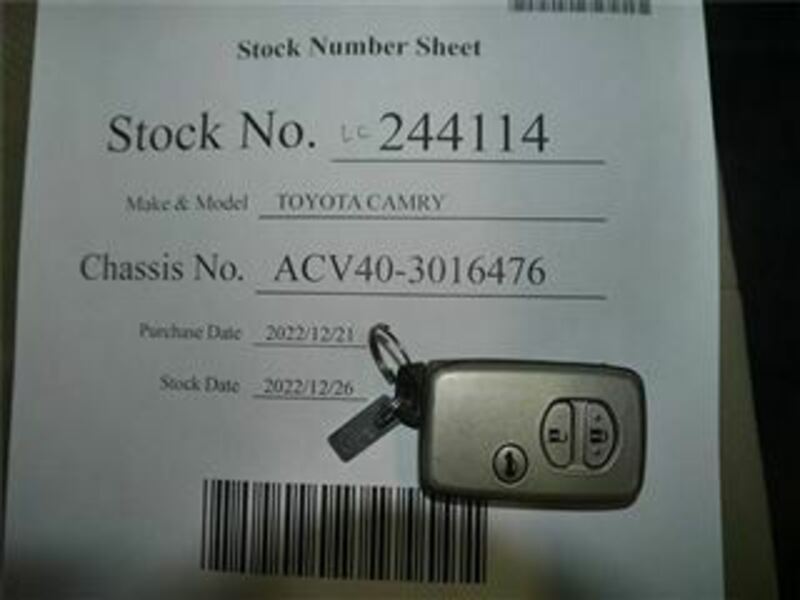 Stock Number Sheet
Stock No. LC 244114
Make & Model TOYOTA CAMRY
Chassis No. ACV40-3016476
Purchase Date 2022/12/21
Stock Date 2022/12/26